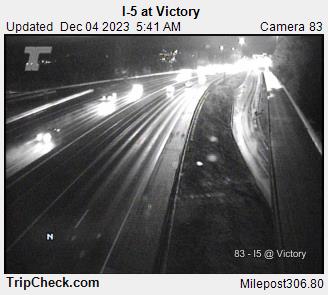 I-5 at Victory
Updated Dec 04 2023 5:41 AM Camera 83
T
N
83 - I5 @ Victory
TripCheck.com Milepost306.80